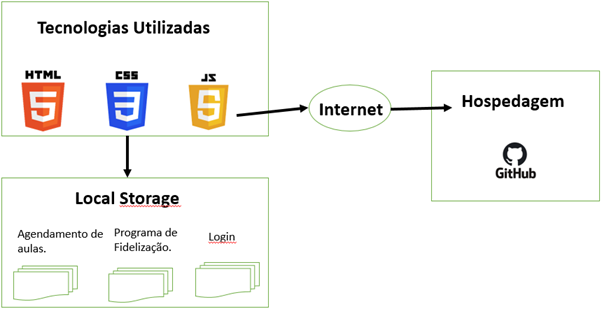 Tecnologias Utilizadas
HTML
CSS
JS
5
3
5
Internet
Hospedagem
GitHub
Local Storage
Agendamento de
aulas.
Programa de
Fidelização.
Login